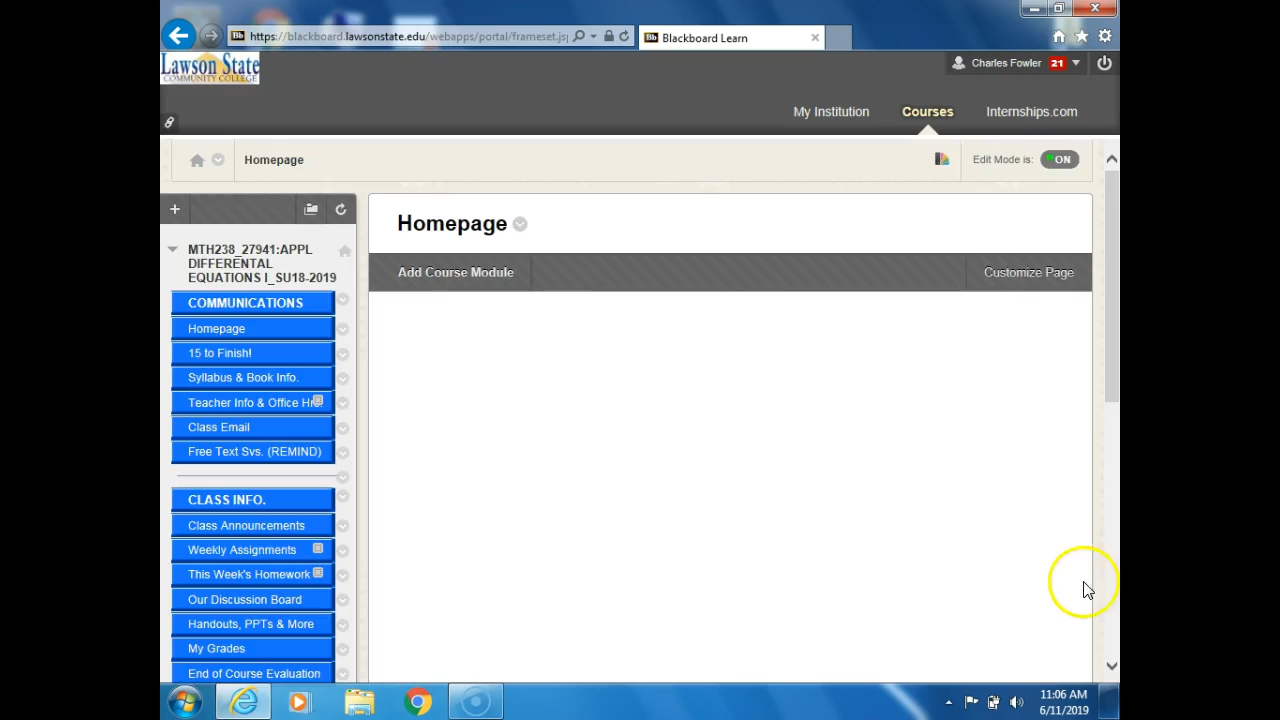 https://blackboard.lawsonstate.edu/webapps/portal/frameset.jsp
Bb Blackboard Learn
Lawson State
COMMUNITY COLLEGE
Charles Fowler 21
My Institution Courses Internships.com
Homepage
Edit Mode is: ON
Homepage
Add Course Module Customize Page
MTH238_27941:APPL
DIFFERENTIAL
EQUATIONS I_SU18-2019
COMMUNICATIONS
Homepage
15 to Finish!
Syllabus & Book Info.
Teacher Info & Office Hrs.
Class Email
Free Text Svs. (REMIND)
CLASS INFO.
Class Announcements
Weekly Assignments
This Week's Homework
Our Discussion Board
Handouts, PPTs & More
My Grades
End of Course Evaluation
11:06 AM
6/11/2019